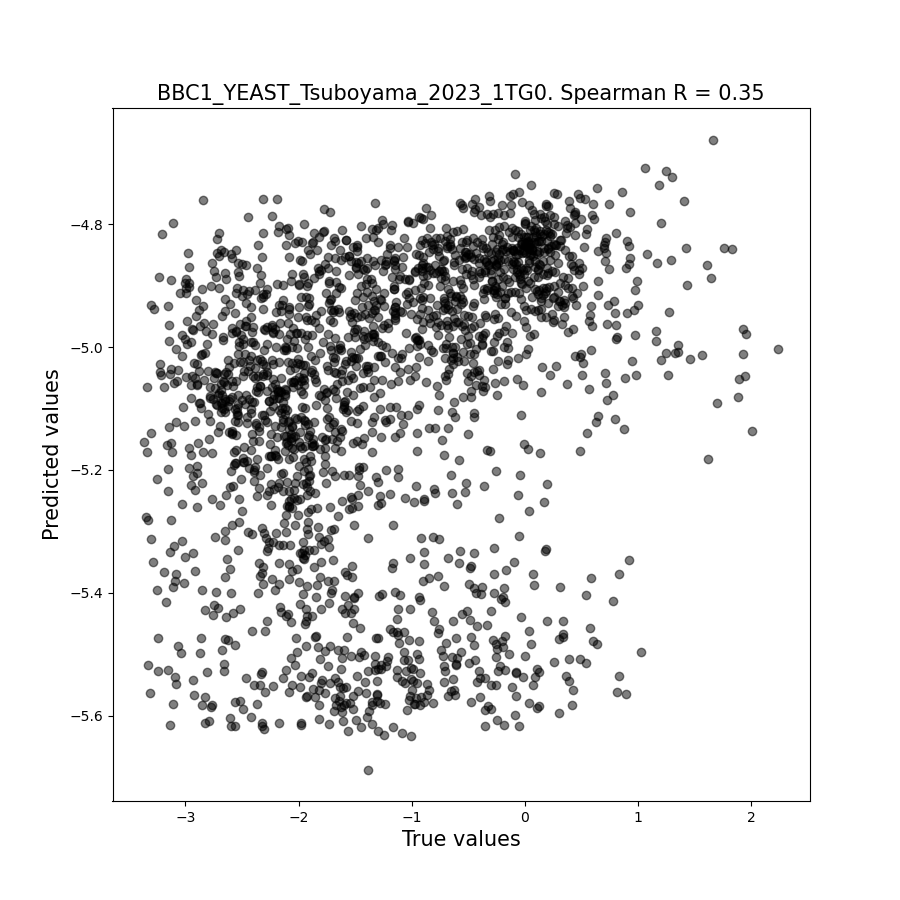 BBC1_YEAST_Tsuboyama_2023_1TG0. Spearman R = 0.35
−4.8
−5.0
−5.2
−5.4
−5.6
Predicted values
−3 −2 −1 0 1 2
True values